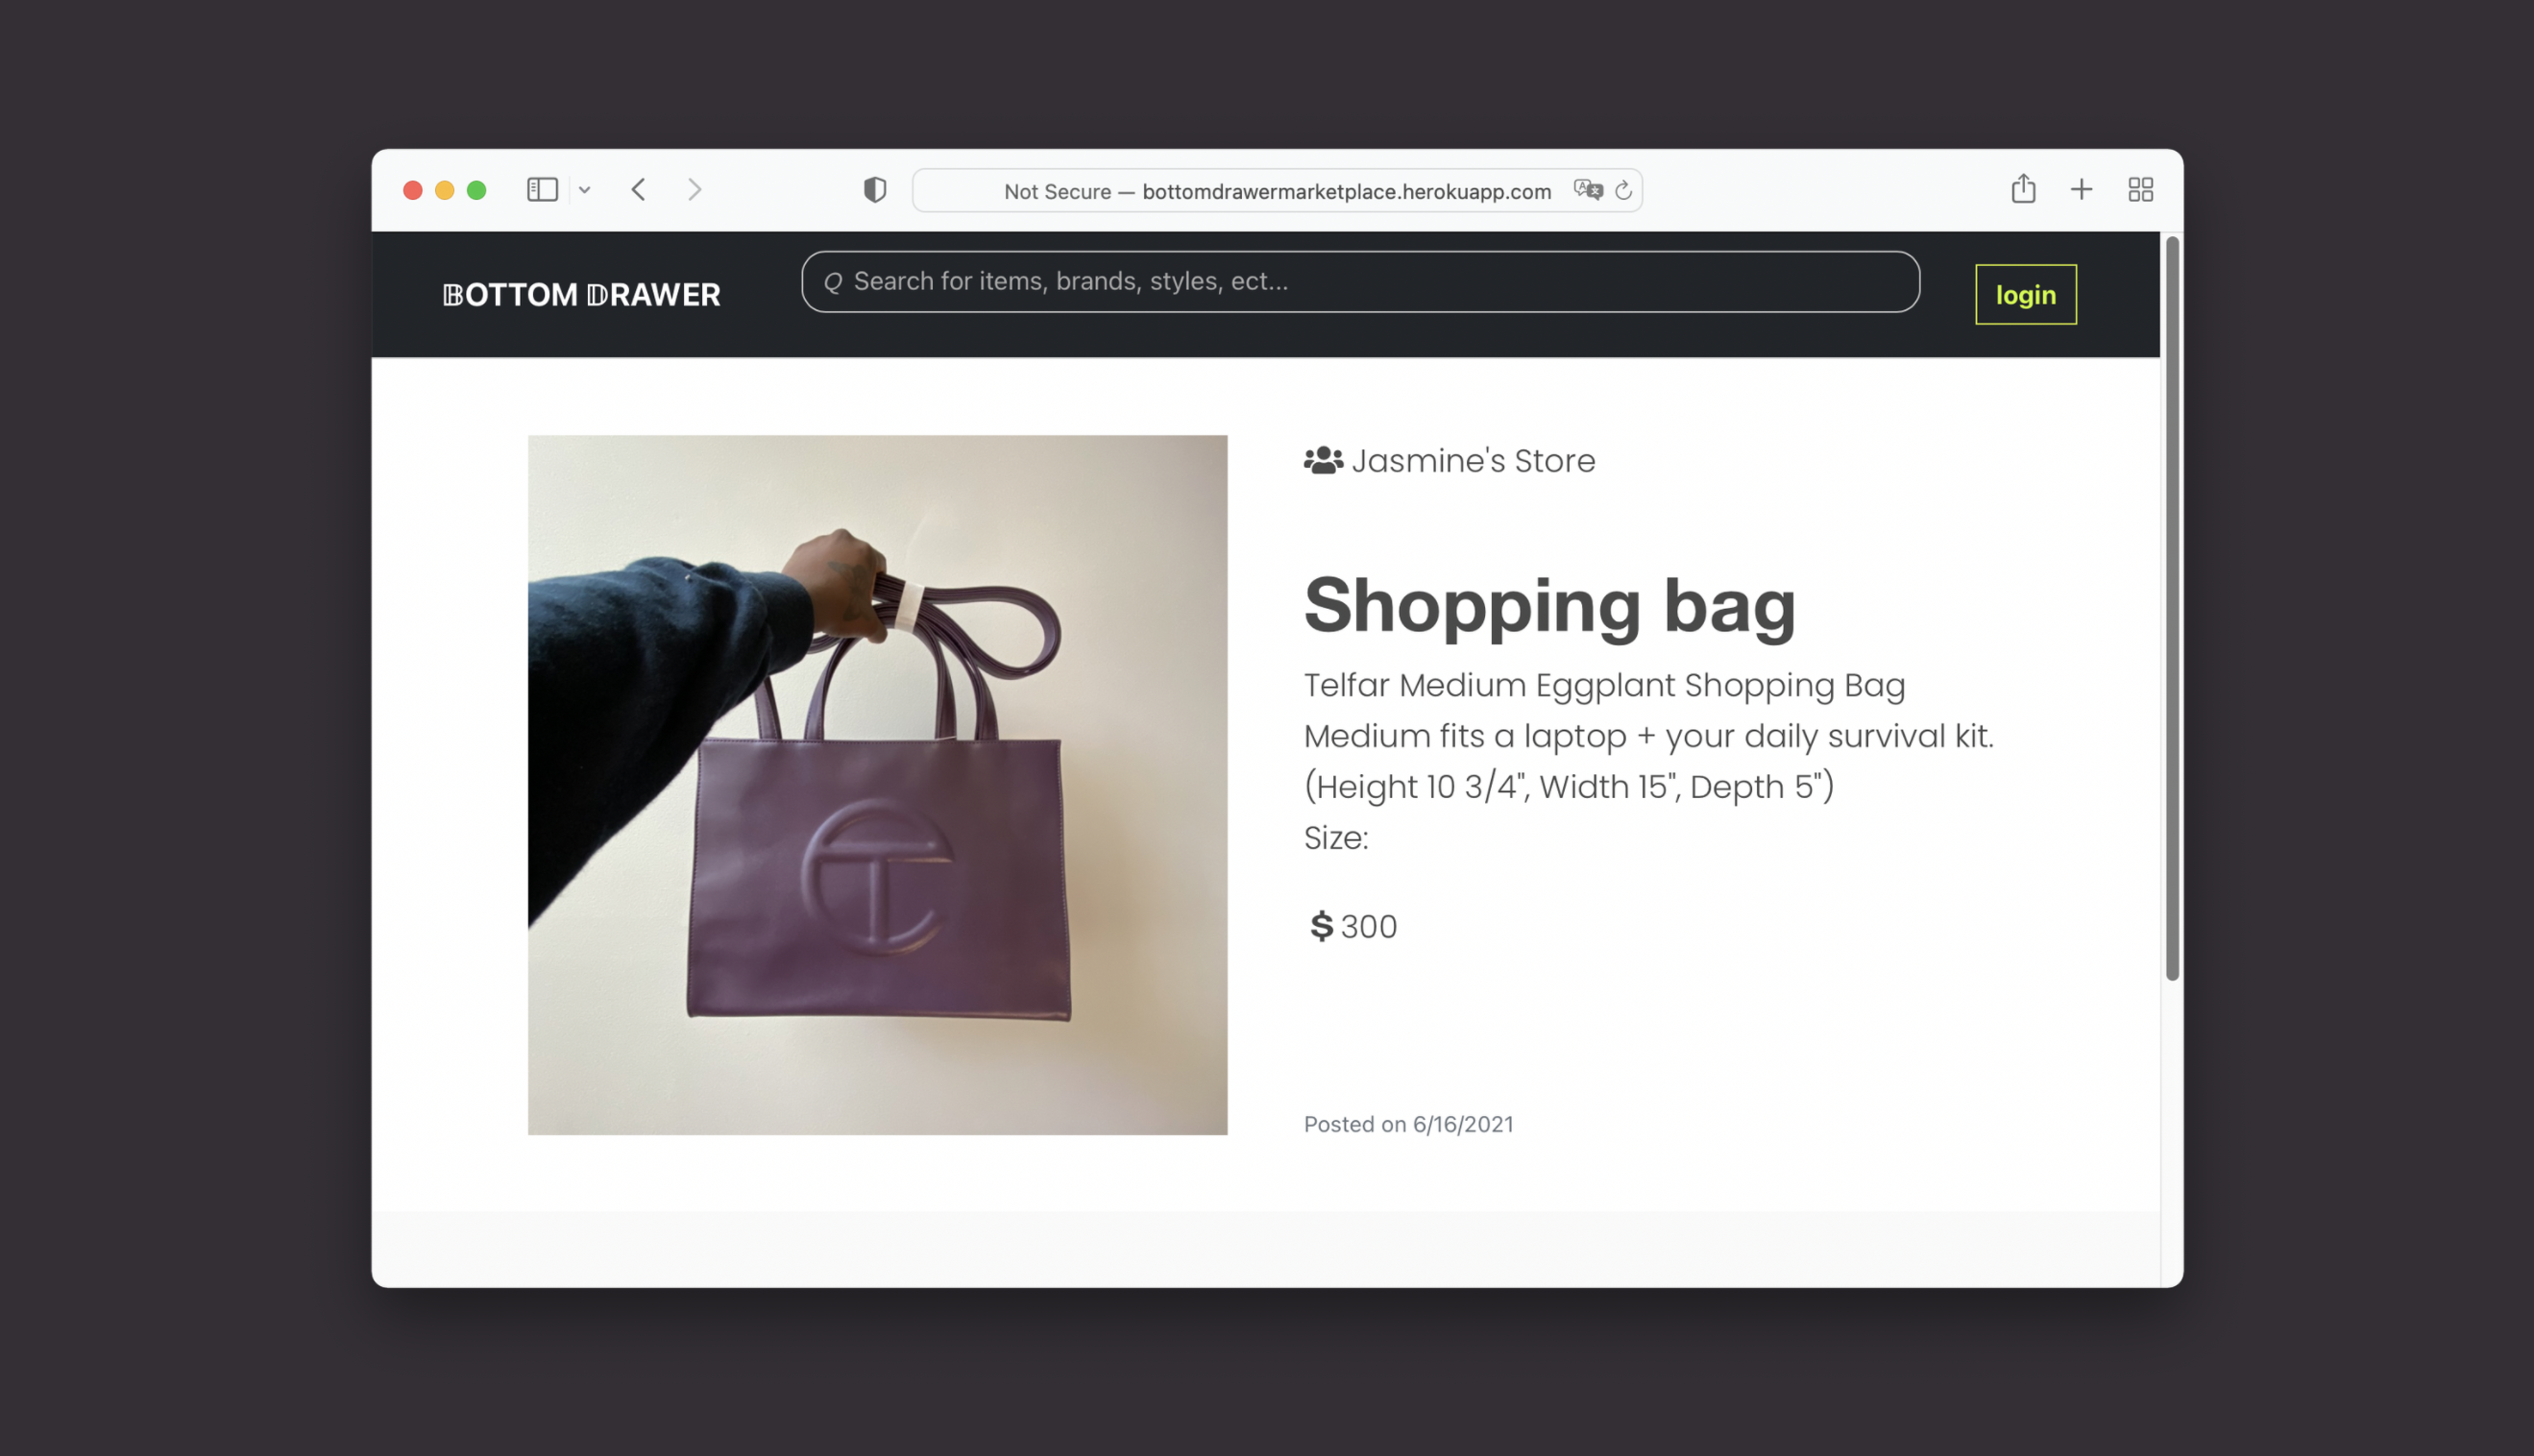 Not Secure — bottomdrawermarketplace.herokuapp.com
𝔹OTTOM 𝔻RAWER
Search for items, brands, styles, ect...
login
Jasmine's Store
Shopping bag
Telfar Medium Eggplant Shopping Bag
Medium fits a laptop + your daily survival kit.
(Height 10 3/4", Width 15", Depth 5")
Size:
$ 300
Posted on 6/16/2021